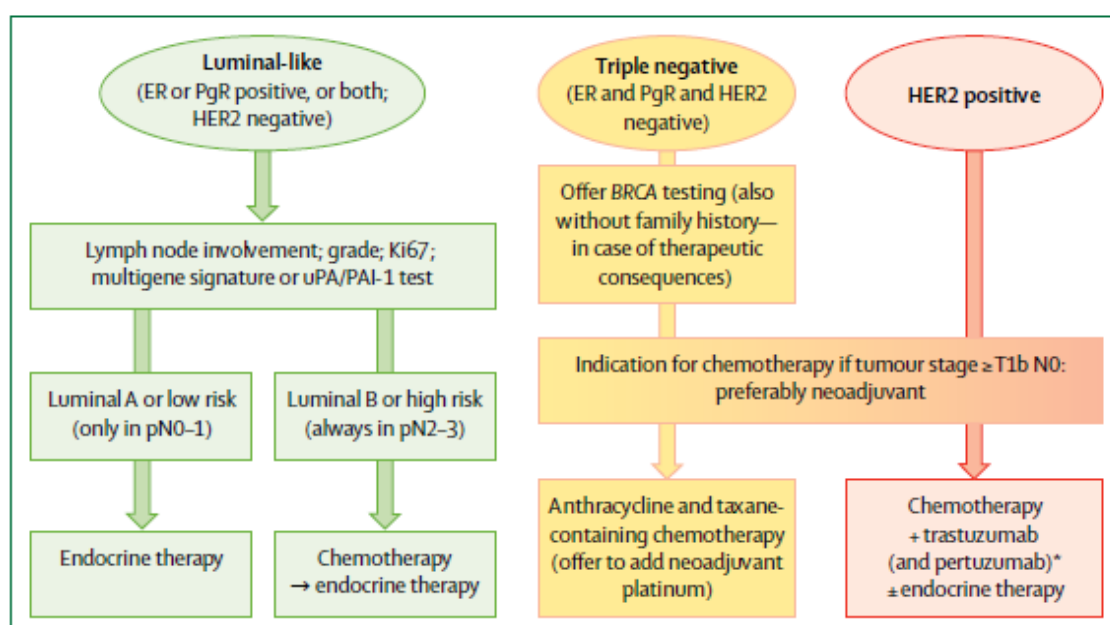 Luminal-like
(ER or PgR positive, or both;
HER2 negative)
Lymph node involvement; grade; Ki67;
multigene signature or uPA/PAI-1 test
Luminal A or low risk
(only in pN0–1)
Luminal B or high risk
(always in pN2–3)
Endocrine therapy
Chemotherapy
→ endocrine therapy
Triple negative
(ER and PgR and HER2
negative)
Offer BRCA testing (also
without family history—
in case of therapeutic
consequences)
HER2 positive
Indication for chemotherapy if tumour stage ≥T1b N0:
preferably neoadjuvant
Anthracycline and taxane-
containing chemotherapy
(offer to add neoadjuvant
platinum)
Chemotherapy
+ trastuzumab
(and pertuzumab)*
±endocrine therapy